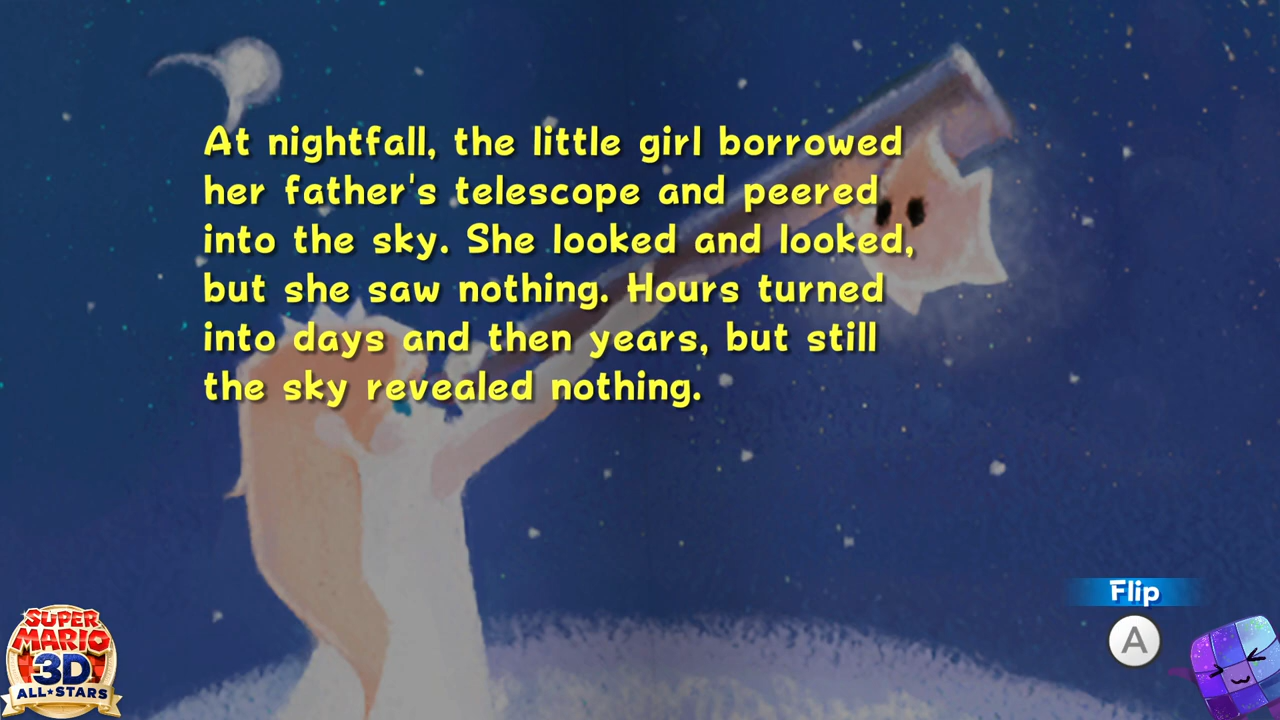 At nightfall, the little girl borrowed
her father's telescope and peered
into the sky. She looked and looked,
but she saw nothing. Hours turned
into days and then years, but still
the sky revealed nothing.
Flip
A
SUPER
MARIO
3D
ALL★STARS